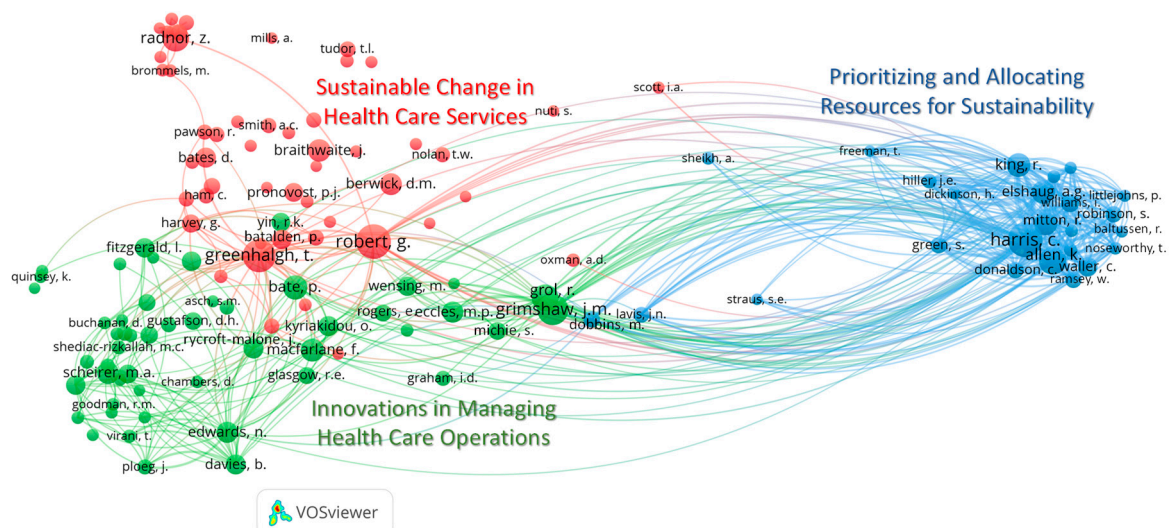 radnor, z.
mills, a.
tudor, t.l.
brommels, m.
Sustainable Change in
Health Care Services
Prioritizing and Allocating
Resources for Sustainability
scott, i.a.
nuti, s.
pawson, r.
smith, a.c.
bates, d.
braithwaite, j.
nolan, t.w.
sheikh, a.
freeman, t.
king, r.
ham, c.
pronovost, p.j.
berwick, d.m.
hiller, j.e.
dickinson, h.
elshaug, a.g.
littlejohns, p.
williams, i.
robinson, s.
harvey, g.
yin, r.k.
batalden, p.
robert, g.
mitton, r.
baltussen, r.
fitzgerald, l.
greenhalgh, t.
green, s.
harris, c.
allen, k.
noseworthy, t.
quinsey, k.
oxman, a.d.
donaldson, c.
waller, c.
ramsey, w.
bate, p.
wensing, m.
grol, r.
asch, s.m.
rogers, e.
eccles, m.p.
grimshaw, j.m.
lavis, j.n.
straus, s.e.
buchanan, d.
gustafson, d.h.
kyriakidou, o.
michie, s.
dobbins, m.
shediac-rizkallah, m.c.
rycroft-malone, j.
macfarlane, f.
scheirer, m.a.
chambers, d.
glasgow, r.e.
graham, i.d.
goodman, r.m.
Innovations in Managing
Health Care Operations
virani, t.
edwards, n.
ploeg, j.
davies, b.
VOSviewer